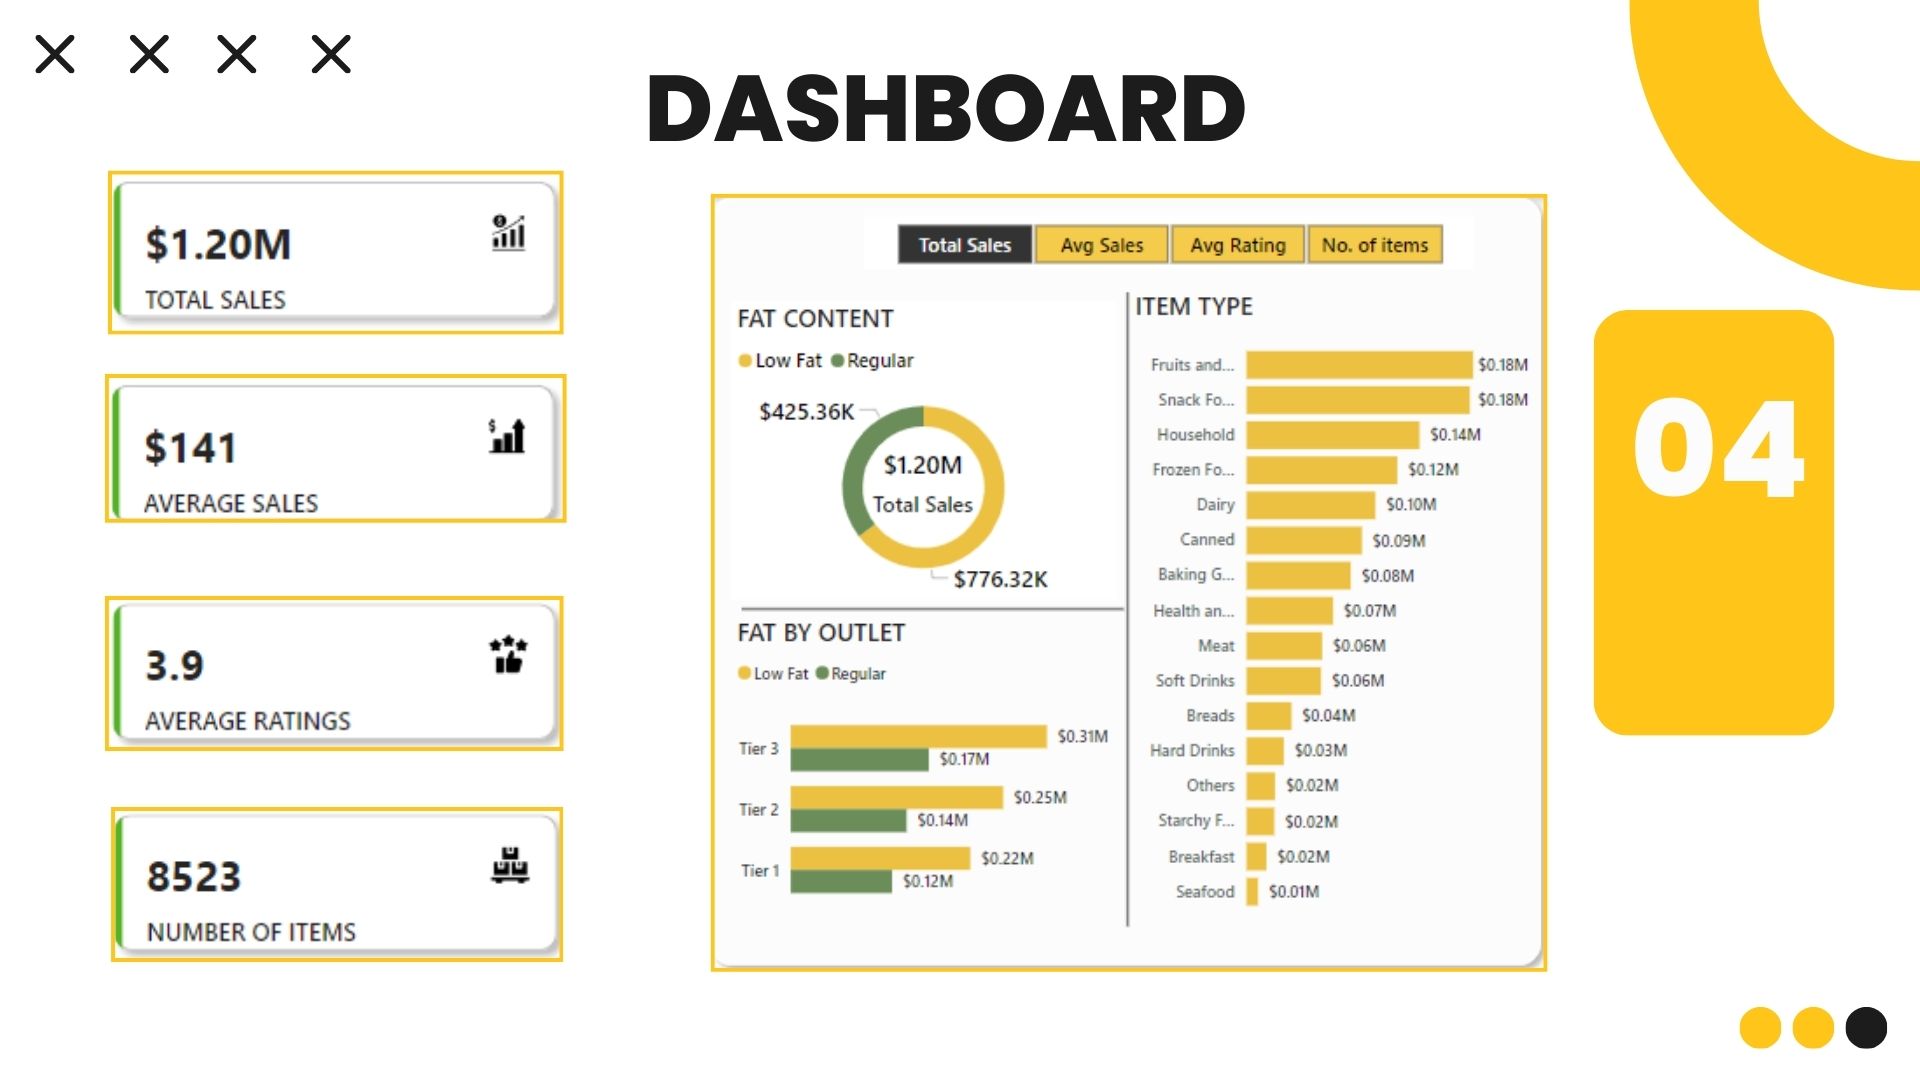 DASHBOARD
$1.20M
TOTAL SALES
$141
AVERAGE SALES
3.9
AVERAGE RATINGS
8523
NUMBER OF ITEMS
Total Sales Avg Sales Avg Rating No. of items
FAT CONTENT
Low Fat Regular
$425.36K
$1.20M
Total Sales
$776.32K
FAT BY OUTLET
Low Fat Regular
Tier 3 $0.31M
$0.17M
Tier 2 $0.25M
$0.14M
Tier 1 $0.22M
$0.12M
ITEM TYPE
Fruits and... $0.18M
Snack Fo... $0.18M
Household $0.14M
Frozen Fo... $0.12M
Dairy $0.10M
Canned $0.09M
Baking G... $0.08M
Health an... $0.07M
Meat $0.06M
Soft Drinks $0.06M
Breads $0.04M
Hard Drinks $0.03M
Others $0.02M
Starchy F... $0.02M
Breakfast $0.02M
Seafood $0.01M
04